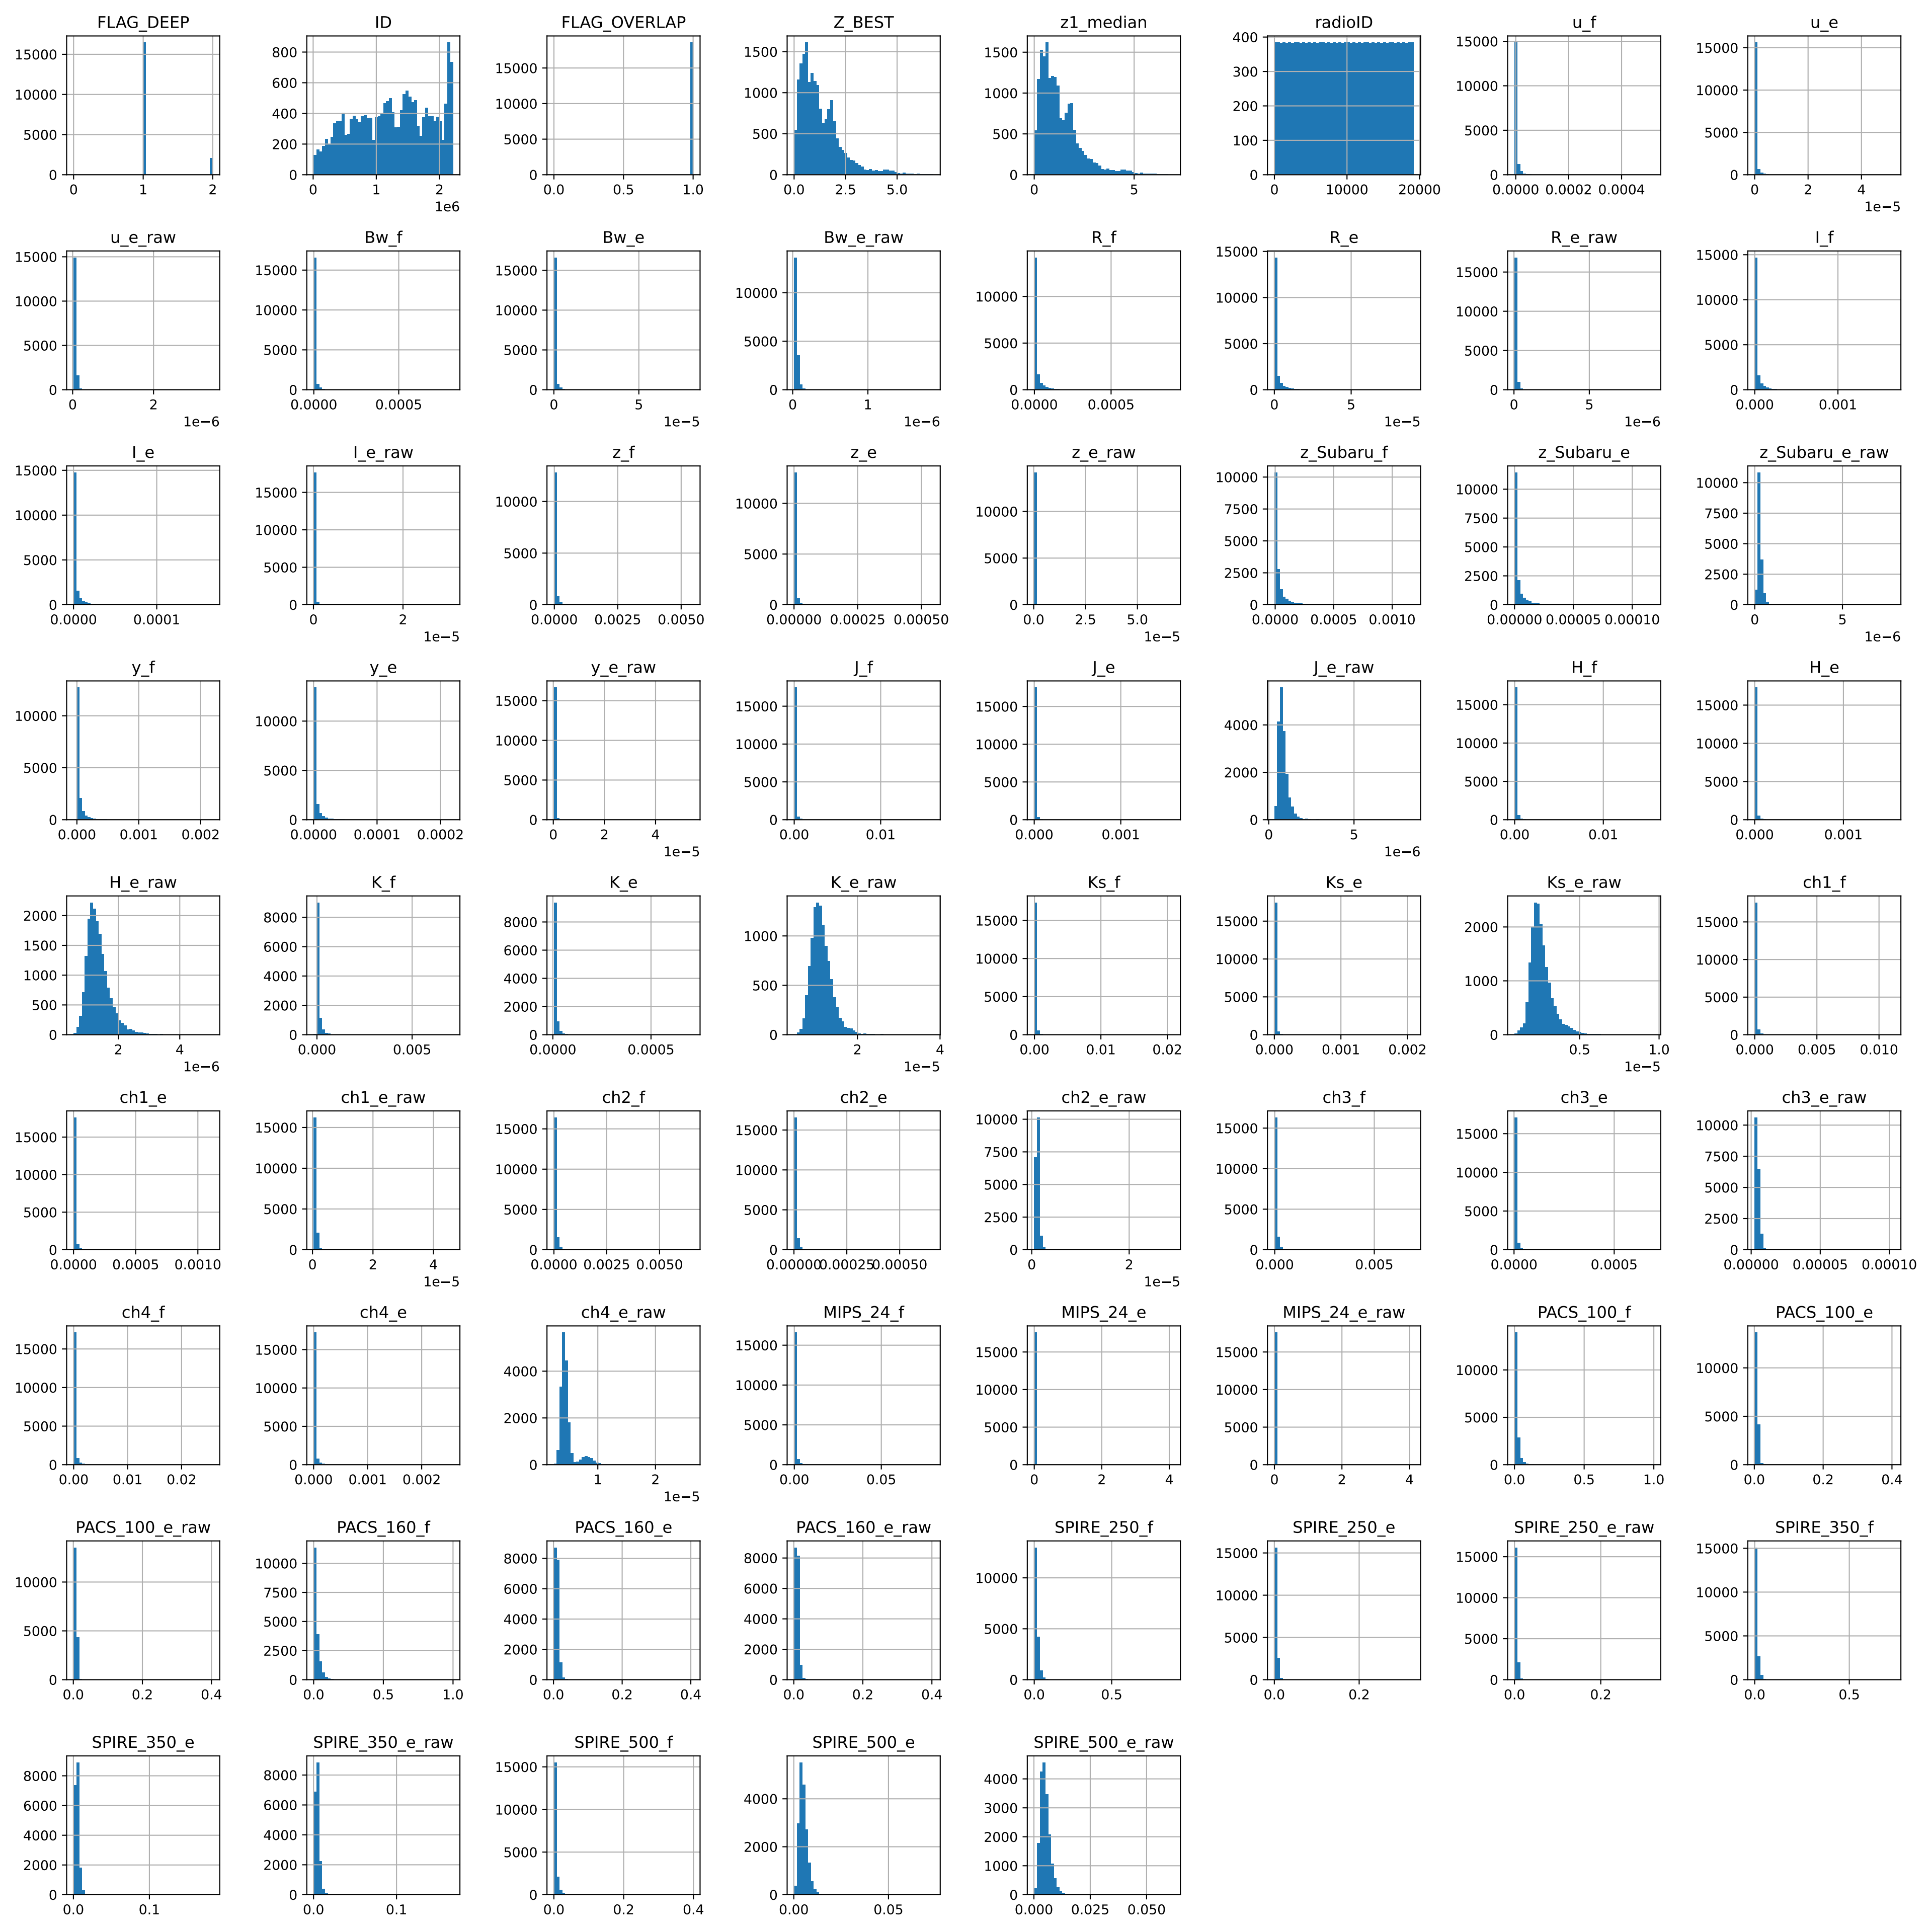 FLAG_DEEP
15000
10000
5000
0
0 1 2
ID
800
600
400
200
0
0 1 2
1e6
FLAG_OVERLAP
15000
10000
5000
0
0.0 0.5 1.0
Z_BEST
1500
1000
500
0
0.0 2.5 5.0
z1_median
1500
1000
500
0
0 5
radioID
400
300
200
100
0
0 10000 20000
u_f
15000
10000
5000
0
0.0000 0.0002 0.0004
u_e
15000
10000
5000
0
0 2 4
1e−5
u_e_raw
15000
10000
5000
0
0 2
1e−6
Bw_f
15000
10000
5000
0
0.0000 0.0005
Bw_e
15000
10000
5000
0
0 5
1e−5
Bw_e_raw
10000
5000
0
0 1
1e−6
R_f
10000
5000
0
0.0000 0.0005
R_e
15000
10000
5000
0
0 5
1e−5
R_e_raw
15000
10000
5000
0
0 5
1e−6
I_f
15000
10000
5000
0
0.000 0.001
I_e
15000
10000
5000
0
0.0000 0.0001
I_e_raw
15000
10000
5000
0
0 2
1e−5
z_f
10000
5000
0
0.0000 0.0025 0.0050
z_e
10000
5000
0
0.00000 0.00025 0.00050
z_e_raw
10000
5000
0
0.0 2.5 5.0
1e−5
z_Subaru_f
10000
7500
5000
2500
0
0.0000 0.0005 0.0010
z_Subaru_e
10000
7500
5000
2500
0
0.00000 0.00005 0.00010
z_Subaru_e_raw
10000
7500
5000
2500
0
0 5
1e−6
y_f
10000
5000
0
0.000 0.001 0.002
y_e
10000
5000
0
0.0000 0.0001 0.0002
y_e_raw
15000
10000
5000
0
0 2 4
1e−5
J_f
15000
10000
5000
0
0.00 0.01
J_e
15000
10000
5000
0
0.000 0.001
J_e_raw
4000
2000
0
0 5
1e−6
H_f
15000
10000
5000
0
0.00 0.01
H_e
15000
10000
5000
0
0.000 0.001
H_e_raw
2000
1500
1000
500
0
2 4
1e−6
K_f
8000
6000
4000
2000
0
0.000 0.005
K_e
8000
6000
4000
2000
0
0.0000 0.0005
K_e_raw
1000
500
0
2 4
1e−5
Ks_f
15000
10000
5000
0
0.00 0.01 0.02
Ks_e
15000
10000
5000
0
0.000 0.001 0.002
Ks_e_raw
2000
1000
0
0.5 1.0
1e−5
ch1_f
15000
10000
5000
0
0.000 0.005 0.010
ch1_e
15000
10000
5000
0
0.0000 0.0005 0.0010
ch1_e_raw
15000
10000
5000
0
0 2 4
1e−5
ch2_f
15000
10000
5000
0
0.0000 0.0025 0.0050
ch2_e
15000
10000
5000
0
0.00000 0.00025 0.00050
ch2_e_raw
10000
7500
5000
2500
0
0 2
1e−5
ch3_f
15000
10000
5000
0
0.000 0.005
ch3_e
15000
10000
5000
0
0.0000 0.0005
ch3_e_raw
10000
7500
5000
2500
0
0.00000 0.00005 0.00010
ch4_f
15000
10000
5000
0
0.00 0.01 0.02
ch4_e
15000
10000
5000
0
0.000 0.001 0.002
ch4_e_raw
4000
2000
0
1 2
1e−5
MIPS_24_f
15000
10000
5000
0
0.00 0.05
MIPS_24_e
15000
10000
5000
0
0 2 4
MIPS_24_e_raw
15000
10000
5000
0
0 2 4
PACS_100_f
10000
5000
0
0.0 0.5 1.0
PACS_100_e
10000
5000
0
0.0 0.2 0.4
PACS_100_e_raw
10000
5000
0
0.0 0.2 0.4
PACS_160_f
10000
7500
5000
2500
0
0.0 0.5 1.0
PACS_160_e
8000
6000
4000
2000
0
0.0 0.2 0.4
PACS_160_e_raw
8000
6000
4000
2000
0
0.0 0.2 0.4
SPIRE_250_f
10000
5000
0
0.0 0.5
SPIRE_250_e
15000
10000
5000
0
0.0 0.2
SPIRE_250_e_raw
15000
10000
5000
0
0.0 0.2
SPIRE_350_f
15000
10000
5000
0
0.0 0.5
SPIRE_350_e
8000
6000
4000
2000
0
0.0 0.1
SPIRE_350_e_raw
8000
6000
4000
2000
0
0.0 0.1
SPIRE_500_f
15000
10000
5000
0
0.0 0.2 0.4
SPIRE_500_e
4000
2000
0
0.00 0.05
SPIRE_500_e_raw
4000
3000
2000
1000
0
0.000 0.025 0.050